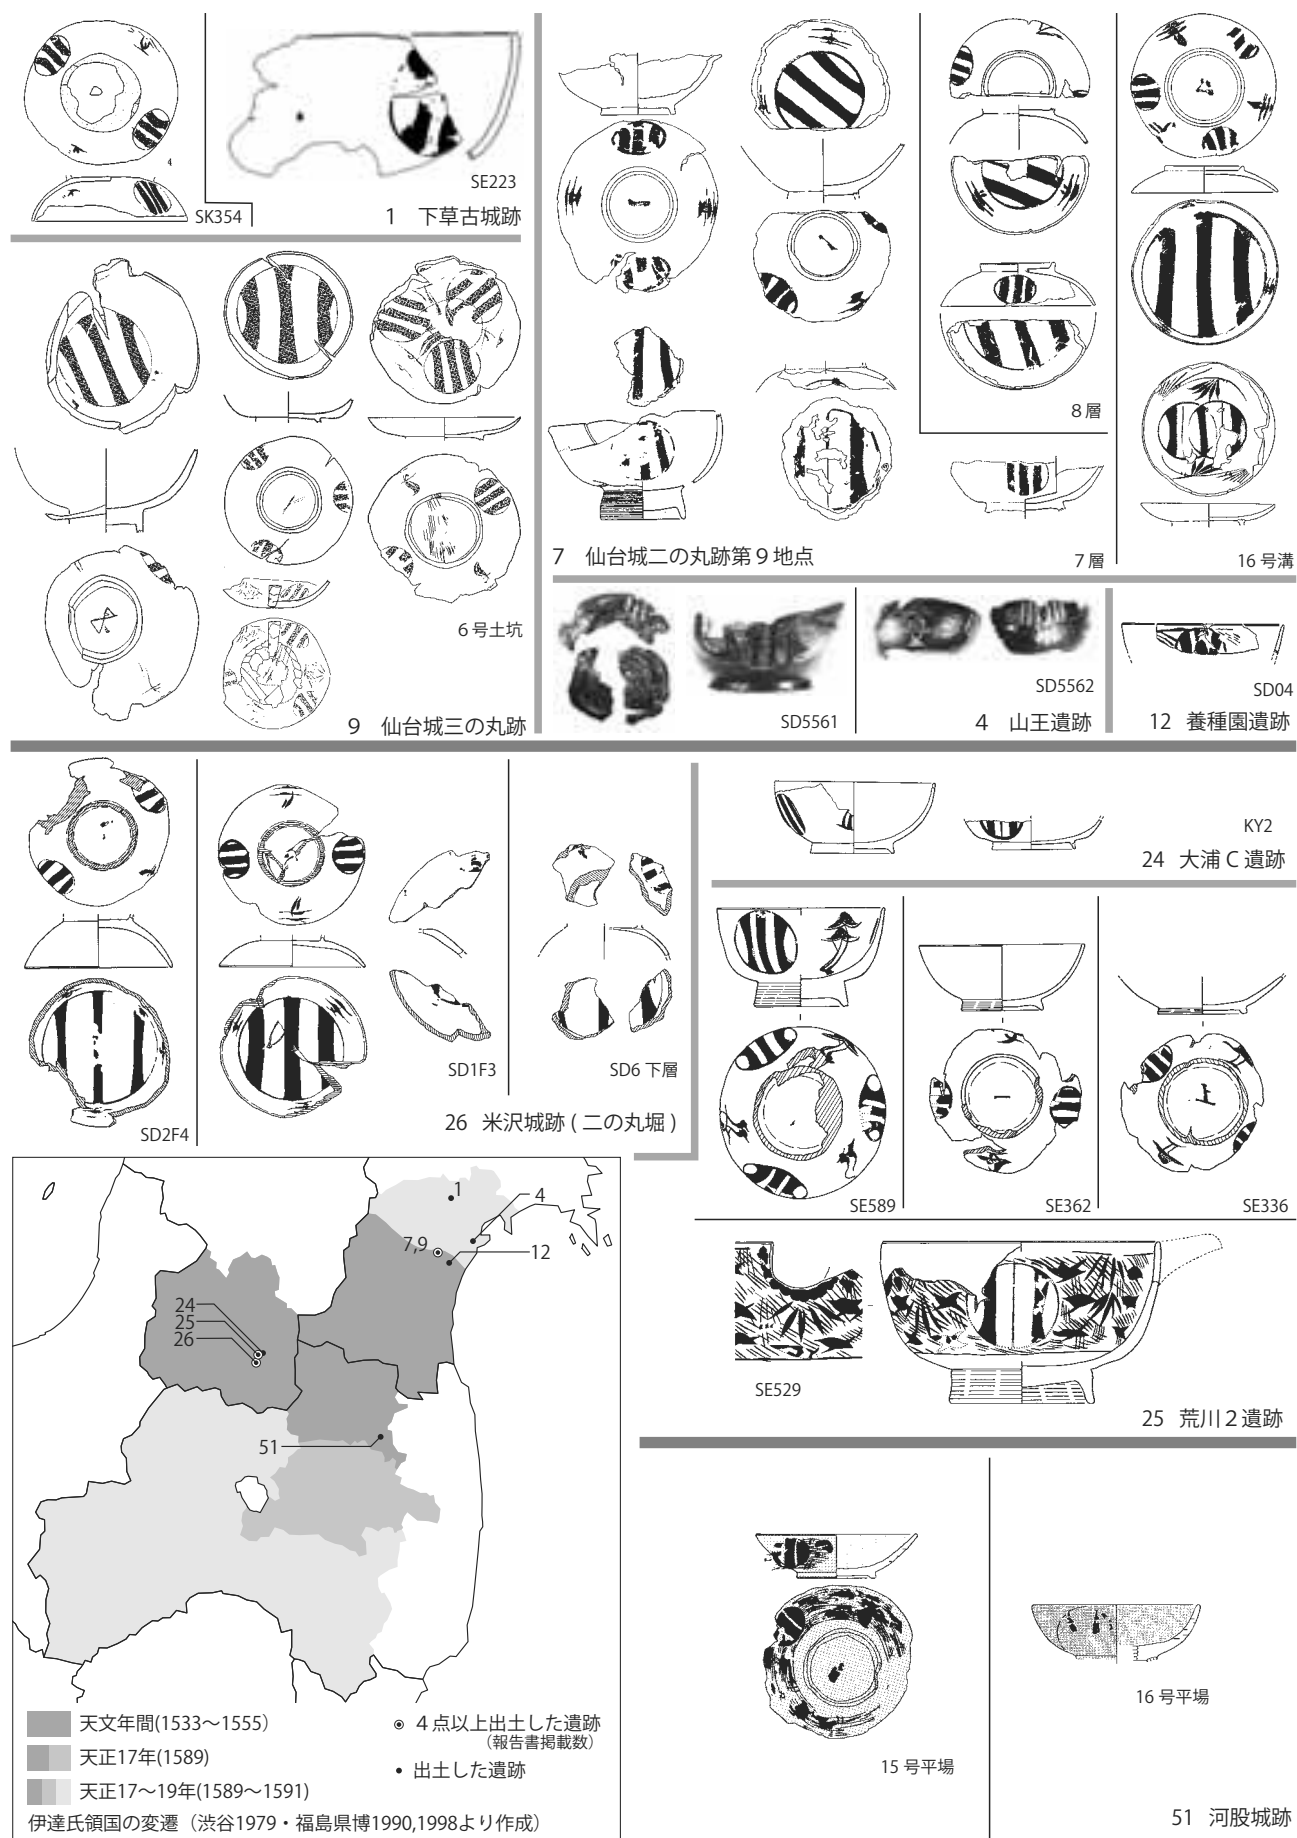 4
SK354
SE223
1 下草古城跡
6号土坑
9 仙台城三の丸跡
7 仙台城二の丸跡第9地点
8層
7層
16号溝
SD5561
SD5562
4 山王遺跡
SD04
12 養種園遺跡
SD2F4
SD1F3
SD6 下層
26 米沢城跡 ( 二の丸堀 )
KY2
24 大浦C遺跡
SE589
SE362
SE336
SE529
25 荒川2遺跡
1
4
7,9
12
24
25
26
51
天文年間(1533～1555）
天正17年(1589)
天正17～19年(1589～1591)
4点以上出土した遺跡
（報告書掲載数）
出土した遺跡
伊達氏領国の変遷（渋谷1979・福島県博1990,1998より作成）
15号平場
16号平場
51 河股城跡